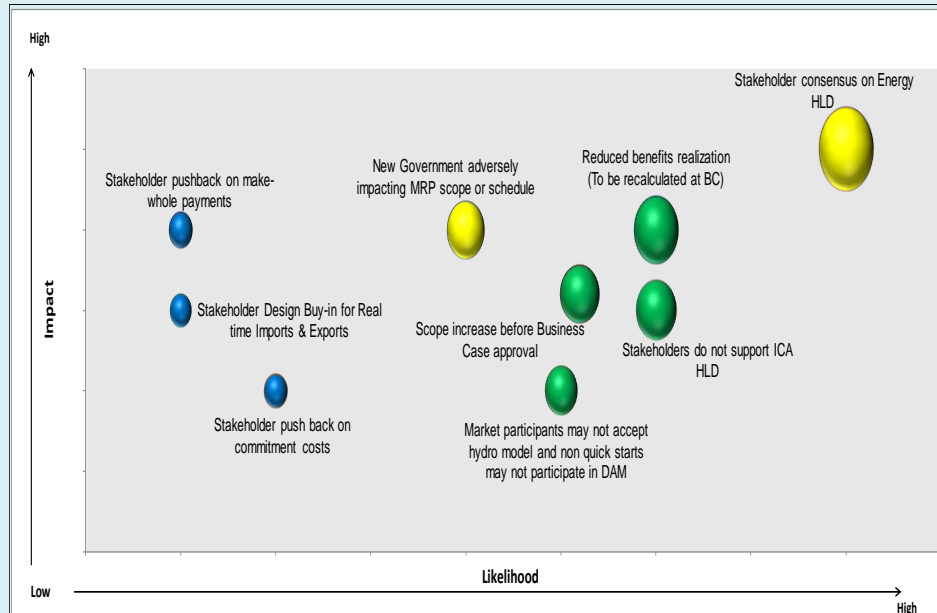 High
Stakeholder consensus on Energy
HLD
Reduced benefits realization
(To be recalculated at BC)
New Government adversely
impacting MRP scope or schedule
Stakeholder pushback on make-
whole payments
Impact
Stakeholder Design Buy-in for Real
time Imports & Exports
Scope increase before Business
Case approval
Stakeholders do not support ICA
HLD
Stakeholder push back on
commitment costs
Market participants may not accept
hydro model and non quick starts
may not participate in DAM
Likelihood
Low
High